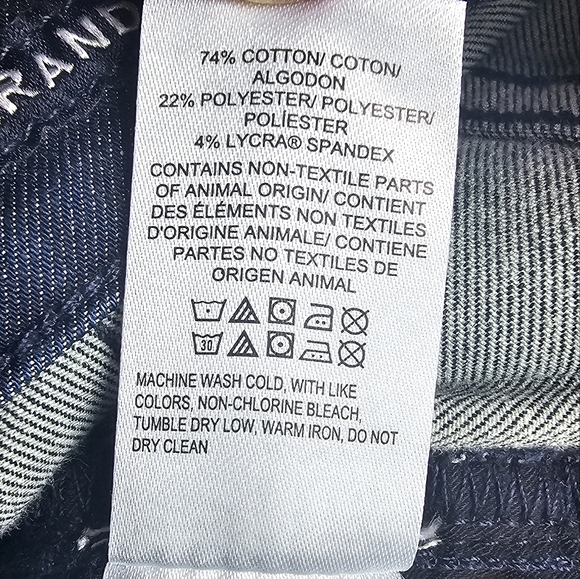 RAND
74% COTTON/ COTON/
ALGODON
22% POLYESTER/ POLYESTER/
POLÍESTER
4% LYCRA® SPANDEX
CONTAINS NON-TEXTILE PARTS
OF ANIMAL ORIGIN/ CONTIENT
DES ÉLÉMENTS NON TEXTILES
D'ORIGINE ANIMALE/ CONTIENE
PARTES NO TEXTILES DE
ORIGEN ANIMAL
30
MACHINE WASH COLD, WITH LIKE
COLORS, NON-CHLORINE BLEACH,
TUMBLE DRY LOW, WARM IRON, DO NOT
DRY CLEAN